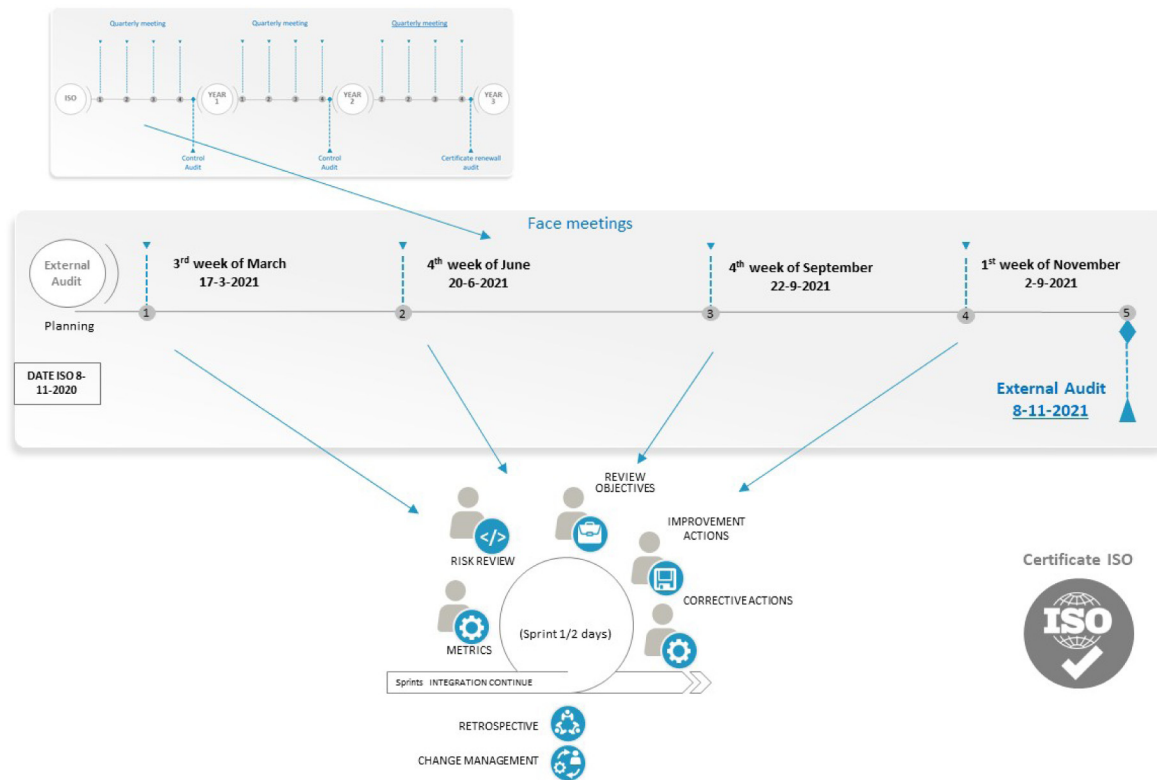 Quarterly meeting
Quarterly meeting
Quarterly meeting
ISO
1
2
3
4
YEAR
1
1
2
3
4
YEAR
2
1
2
3
4
YEAR
3
Control
Audit
Control
Audit
Certificate renewall
audit
Face meetings
External
Audit
Planning
3rd week of March
17-3-2021
4th week of June
20-6-2021
4th week of September
22-9-2021
1st week of November
2-9-2021
1
2
3
4
5
DATE ISO 8-
11-2020
External Audit
8-11-2021
REVIEW
OBJECTIVES
IMPROVEMENT
ACTIONS
</>
RISK REVIEW
CORRECTIVE ACTIONS
METRICS
(Sprint 1/2 days)
Sprints INTEGRATION CONTINUE
RETROSPECTIVE
CHANGE MANAGEMENT
Certificate ISO
ISO